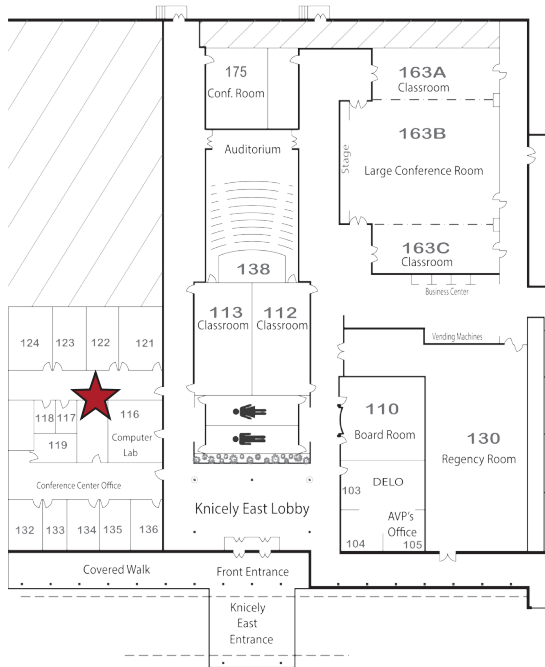 175
Conf. Room
163A
Classroom
163B
Large Conference Room
Stage
Auditorium
138
163C
Classroom
Business Center
113
Classroom
112
Classroom
Vending Machines
124
123
122
121
118
117
116
Computer
Lab
119
110
Board Room
130
Regency Room
Conference Center Office
103
DELO
AVP's
Office
104
105
Knicely East Lobby
132
133
134
135
136
Covered Walk
Front Entrance
Knicely
East
Entrance